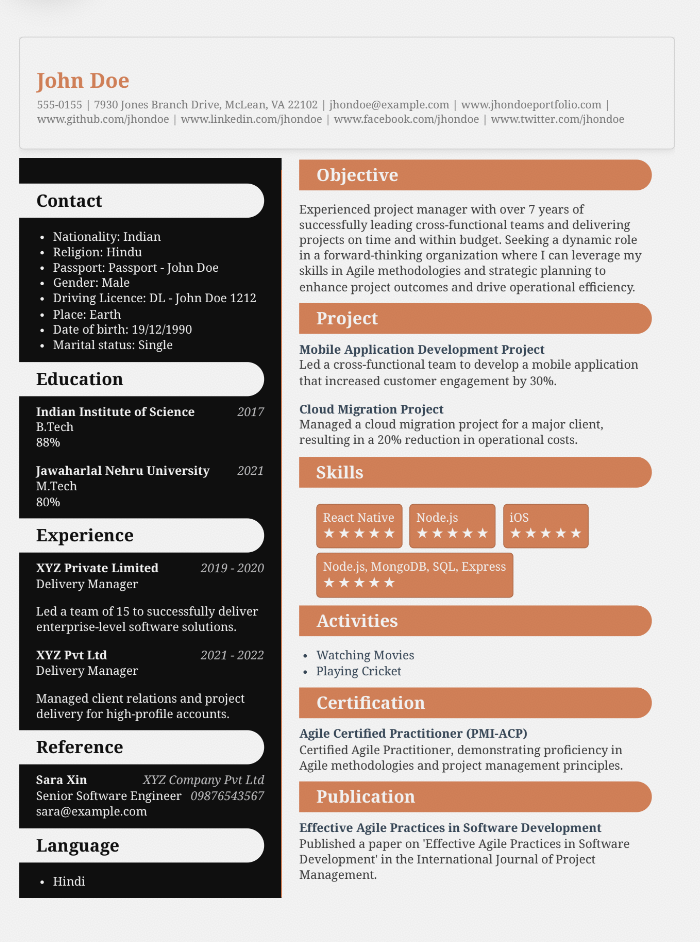 John Doe
555-0155 | 7930 Jones Branch Drive, McLean, VA 22102 | jhondoe@example.com | www.jhondoeportfolio.com |
www.github.com/jhondoe | www.linkedin.com/jhondoe | www.facebook.com/jhondoe | www.twitter.com/jhondoe
Contact
• Nationality: Indian
• Religion: Hindu
• Passport: Passport - John Doe
• Gender: Male
• Driving Licence: DL - John Doe 1212
• Place: Earth
• Date of birth: 19/12/1990
• Marital status: Single
Education
Indian Institute of Science 2017
B.Tech
88%
Jawaharlal Nehru University 2021
M.Tech
80%
Experience
XYZ Private Limited 2019 - 2020
Delivery Manager
Led a team of 15 to successfully deliver
enterprise-level software solutions.
XYZ Pvt Ltd 2021 - 2022
Delivery Manager
Managed client relations and project
delivery for high-profile accounts.
Reference
Sara Xin XYZ Company Pvt Ltd
Senior Software Engineer 09876543567
sara@example.com
Language
• Hindi
Objective
Experienced project manager with over 7 years of
successfully leading cross-functional teams and delivering
projects on time and within budget. Seeking a dynamic role
in a forward-thinking organization where I can leverage my
skills in Agile methodologies and strategic planning to
enhance project outcomes and drive operational efficiency.
Project
Mobile Application Development Project
Led a cross-functional team to develop a mobile application
that increased customer engagement by 30%.
Cloud Migration Project
Managed a cloud migration project for a major client,
resulting in a 20% reduction in operational costs.
Skills
React Native Node.js iOS
★★★★★ ★★★★★ ★★★★★
Node.js, MongoDB, SQL, Express
★★★★★
Activities
• Watching Movies
• Playing Cricket
Certification
Agile Certified Practitioner (PMI-ACP)
Certified Agile Practitioner, demonstrating proficiency in
Agile methodologies and project management principles.
Publication
Effective Agile Practices in Software Development
Published a paper on 'Effective Agile Practices in Software
Development' in the International Journal of Project
Management.